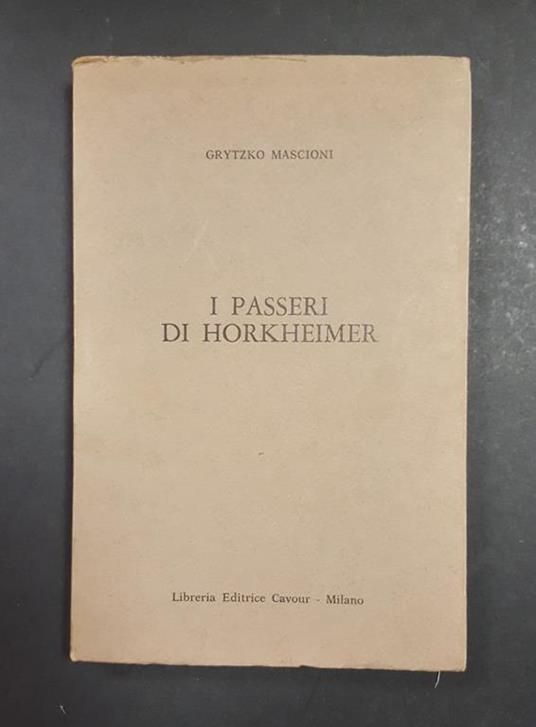 GRYTZKO MASCIONI
I PASSERI
DI HORKHEIMER
Libreria Editrice Cavour - Milano